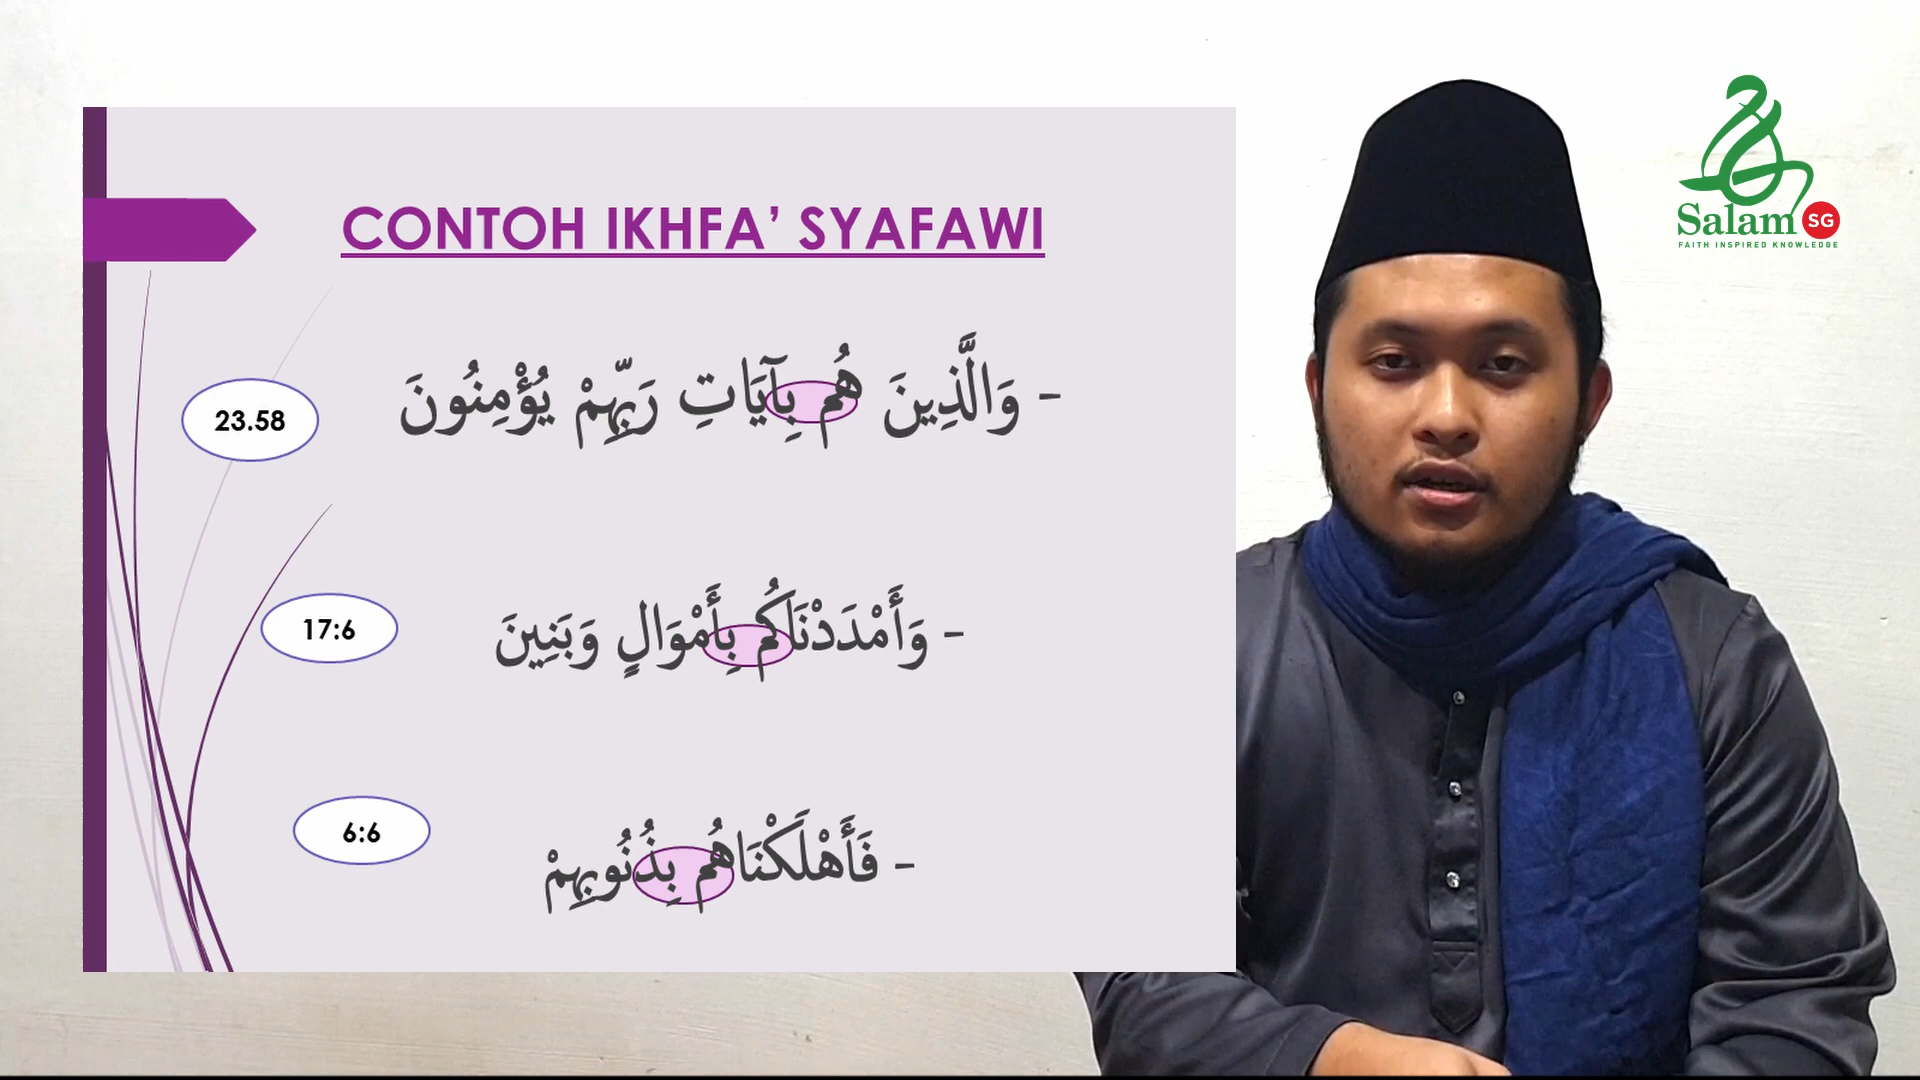 CONTOH IKHFA’ SYAFAWI
- وَالَّذِينَ هُم بِآيَاتِ رَبِّهِمْ يُؤْمِنُونَ
23.58
- وَأَمْدَدْنَاكُم بِأَمْوَالٍ وَبَنِينَ
17:6
- فَأَهْلَكْنَاهُم بِذُنُوبِهِمْ
6:6
Salam SG
FAITH INSPIRED KNOWLEDGE